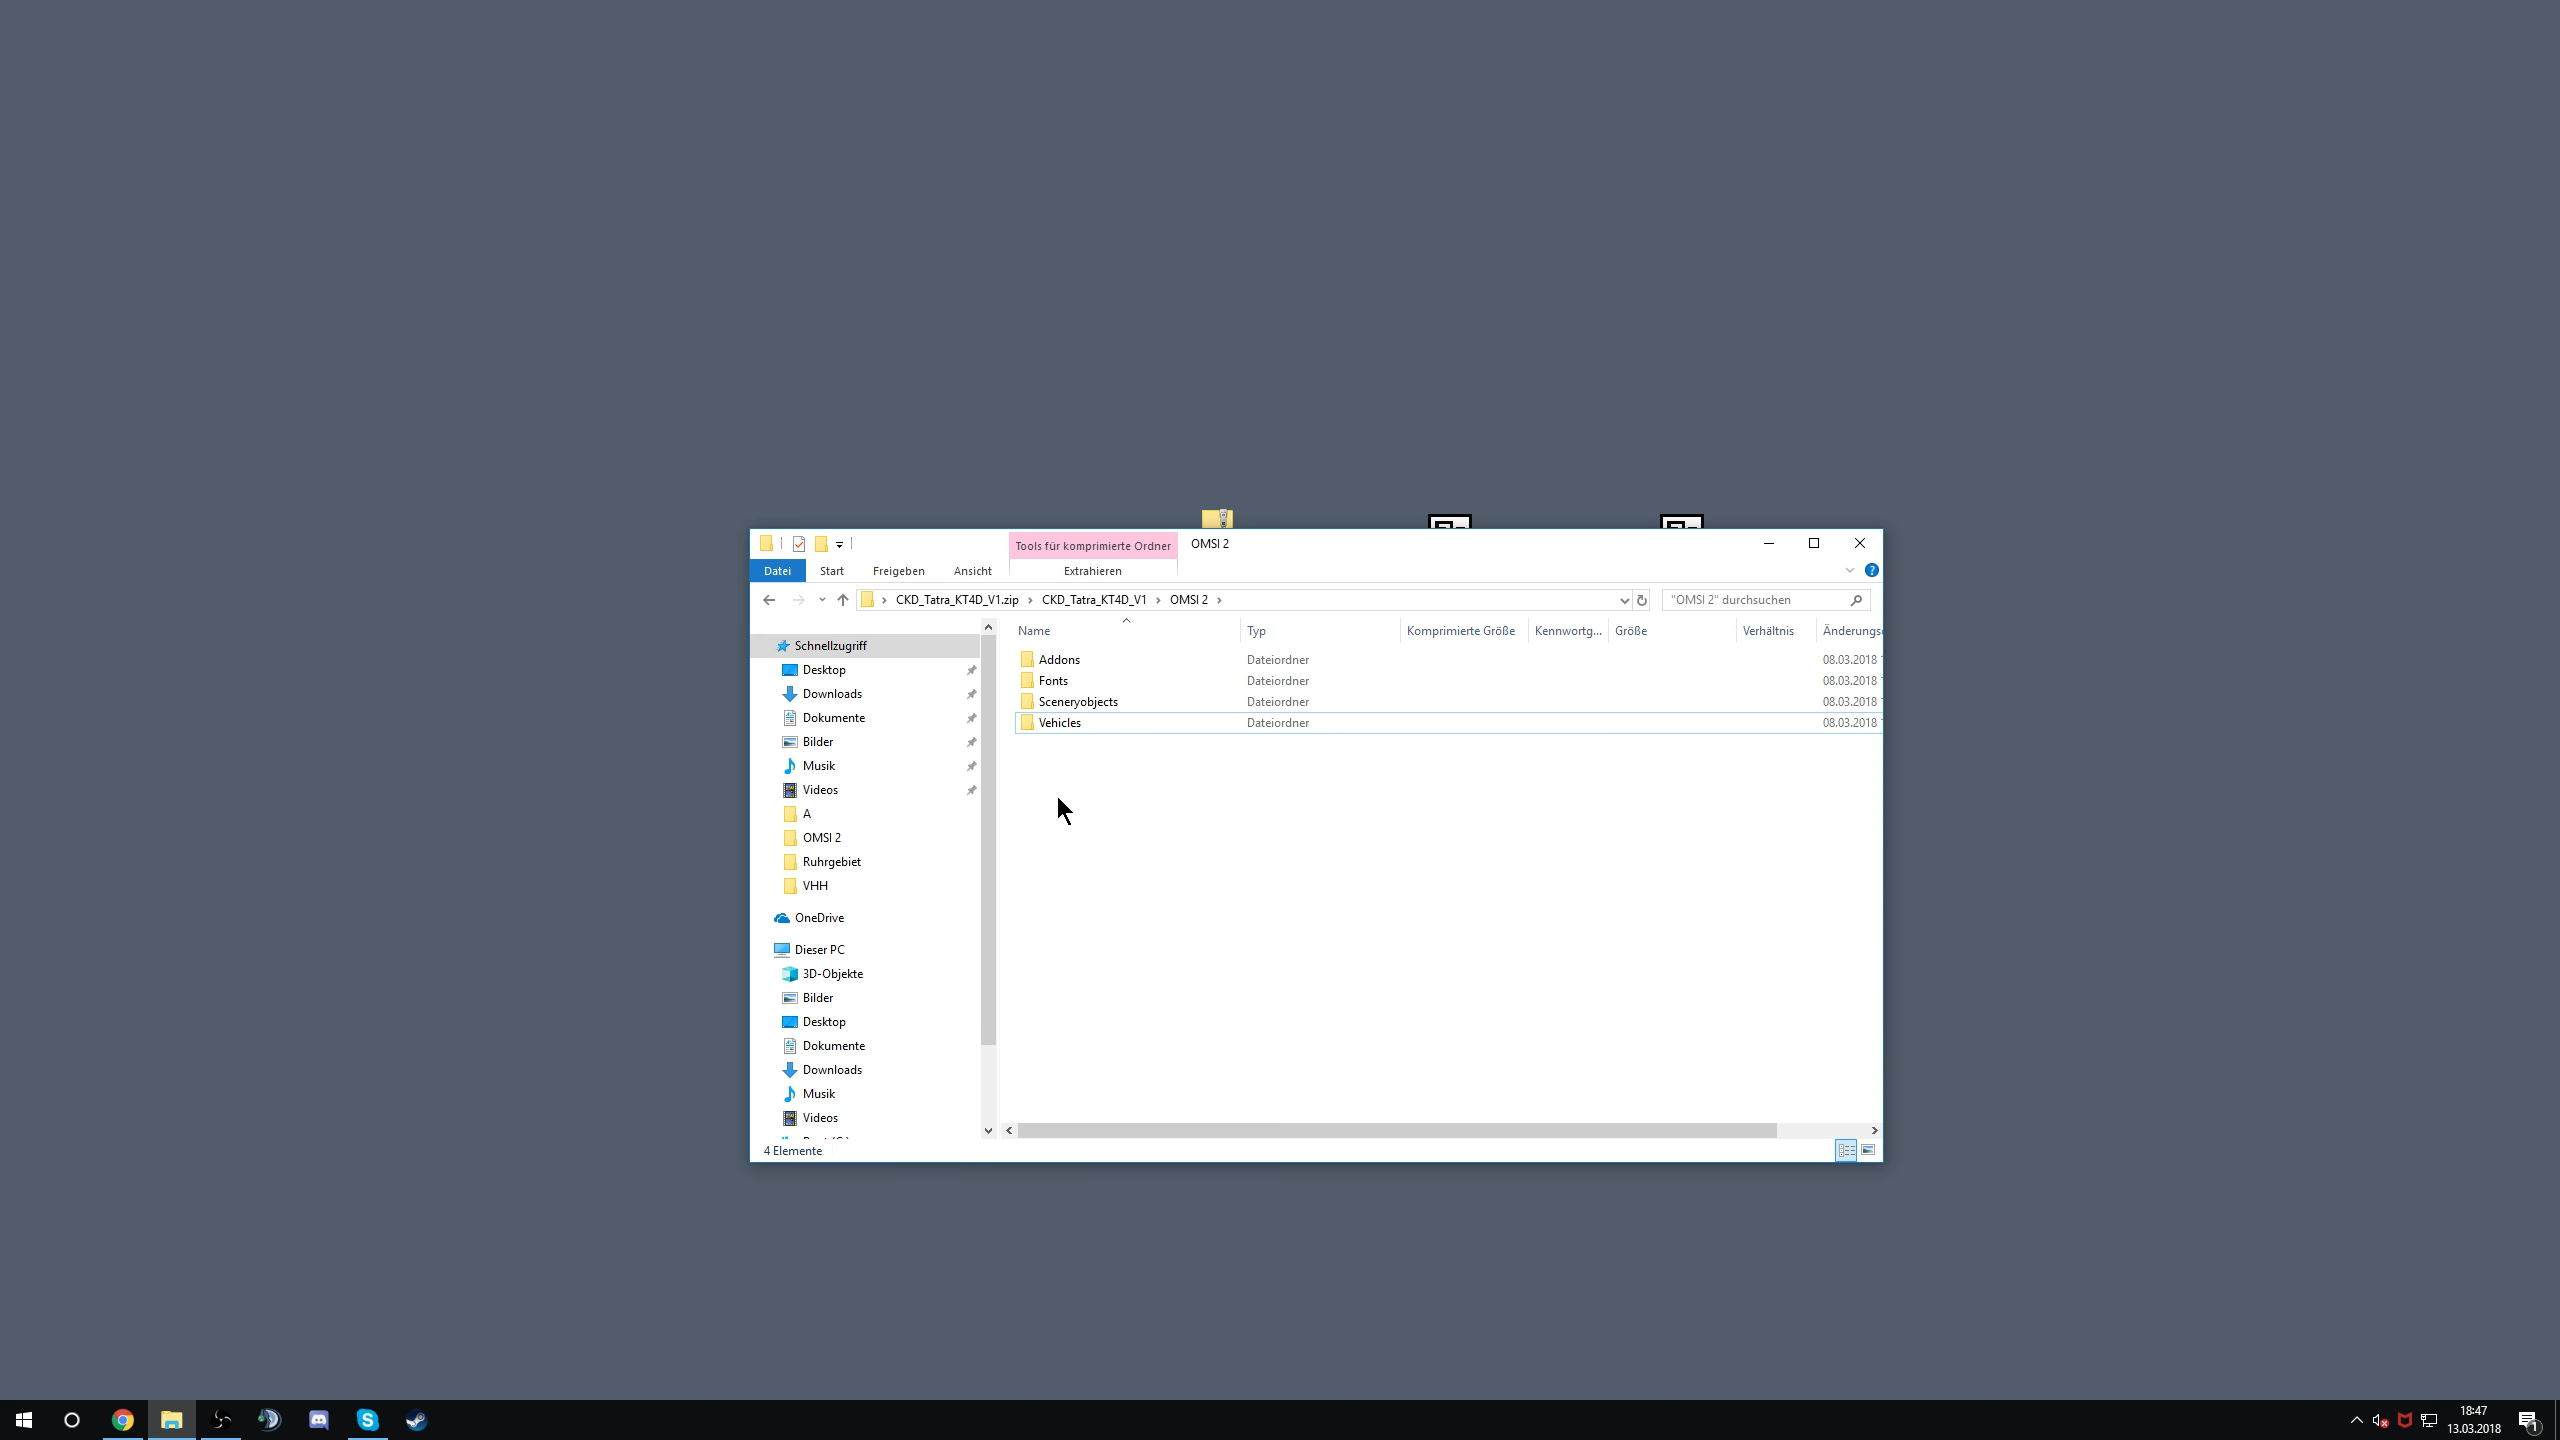 Tools für komprimierte Ordner
OMSI 2
Datei
Start
Freigeben
Ansicht
Extrahieren
CKD_Tatra_KT4D_V1.zip
CKD_Tatra_KT4D_V1
OMSI 2
"OMSI 2" durchsuchen
Name
Typ
Komprimierte Größe
Kennwortg...
Größe
Verhältnis
Addons
Dateiordner
08.03.2018
Fonts
Dateiordner
08.03.2018
Sceneryobjects
Dateiordner
08.03.2018
Vehicles
Dateiordner
08.03.2018
Schnellzugriff
Desktop
Downloads
Dokumente
Bilder
Musik
Videos
A
OMSI 2
Ruhrgebiet
VHH
OneDrive
Dieser PC
3D-Objekte
Bilder
Desktop
Dokumente
Downloads
Musik
Videos
4 Elemente
18:47
13.03.2018
1